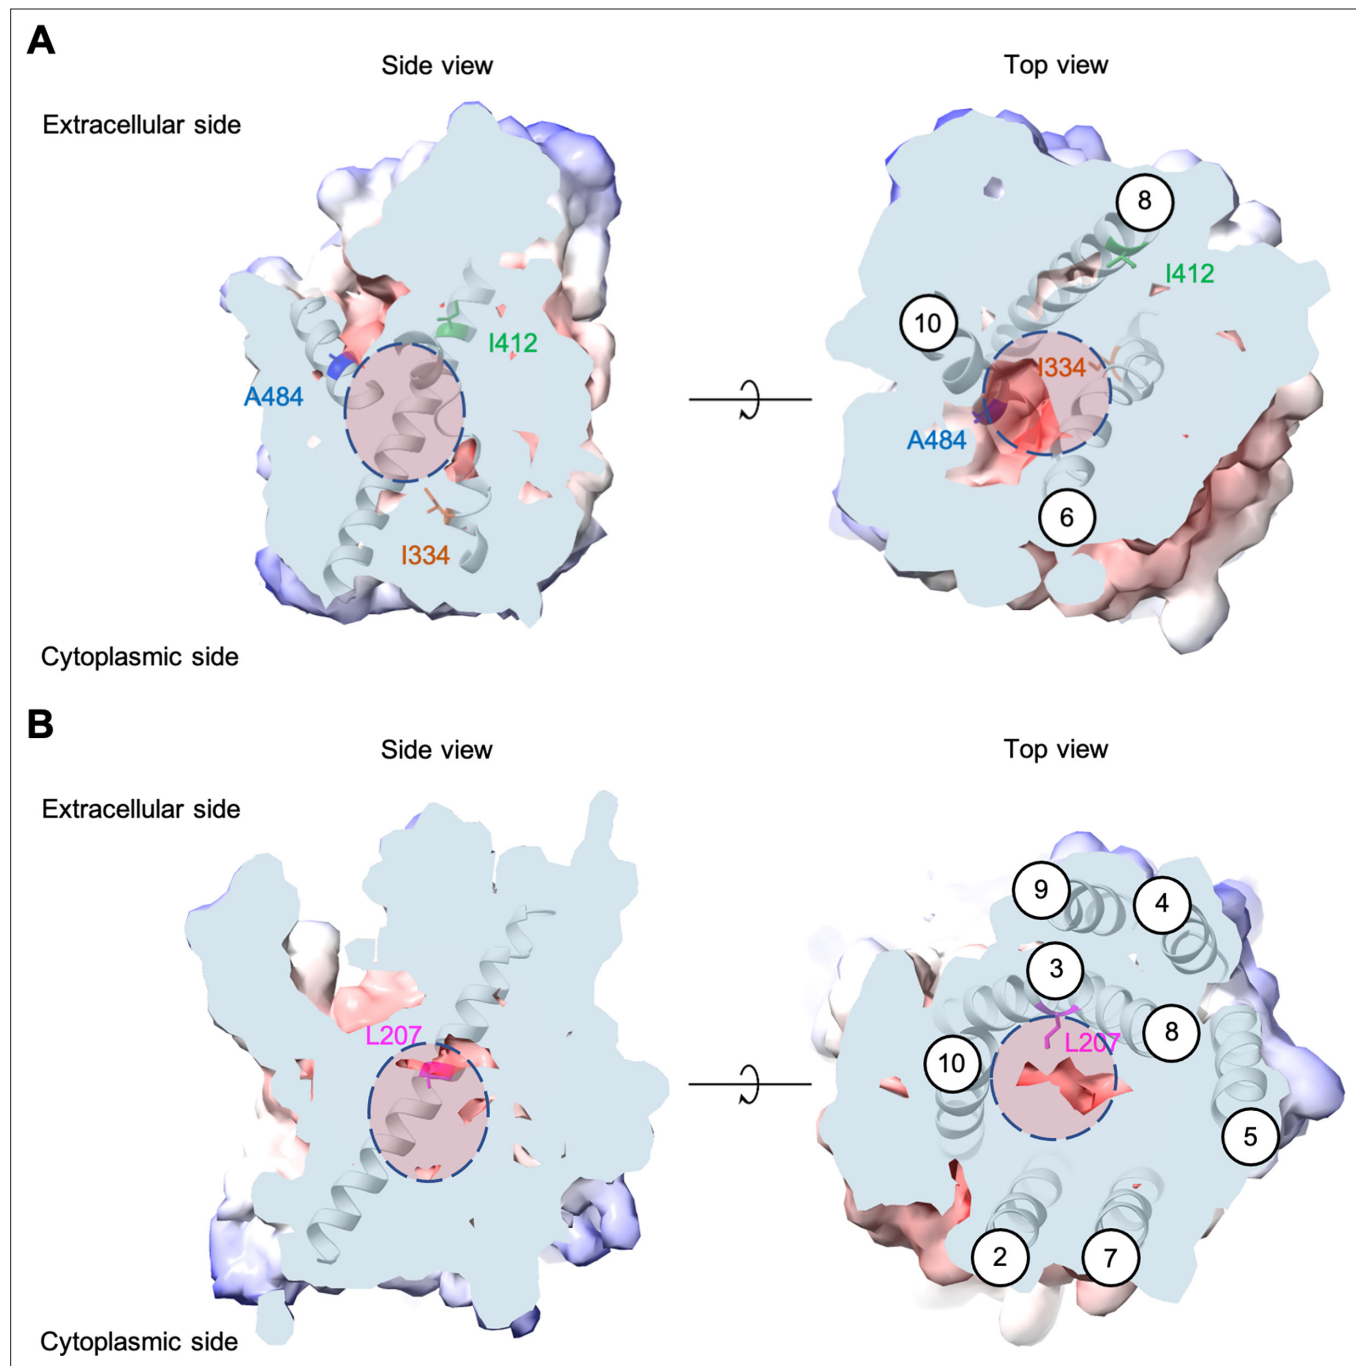 A
Side view
Top view
Extracellular side
8
I412
10
I412
I334
A484
A484
6
I334
Cytoplasmic side
B
Side view
Top view
Extracellular side
9
4
3
L207
8
L207
10
5
2
7
Cytoplasmic side